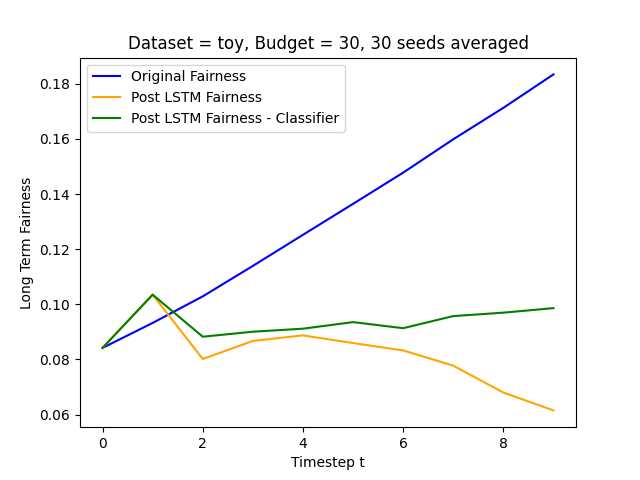 Dataset = toy, Budget = 30, 30 seeds averaged
Original Fairness
Post LSTM Fairness
Post LSTM Fairness - Classifier
Long Term Fairness
0.18
0.16
0.14
0.12
0.10
0.08
0.06
0 2 4 6 8
Timestep t